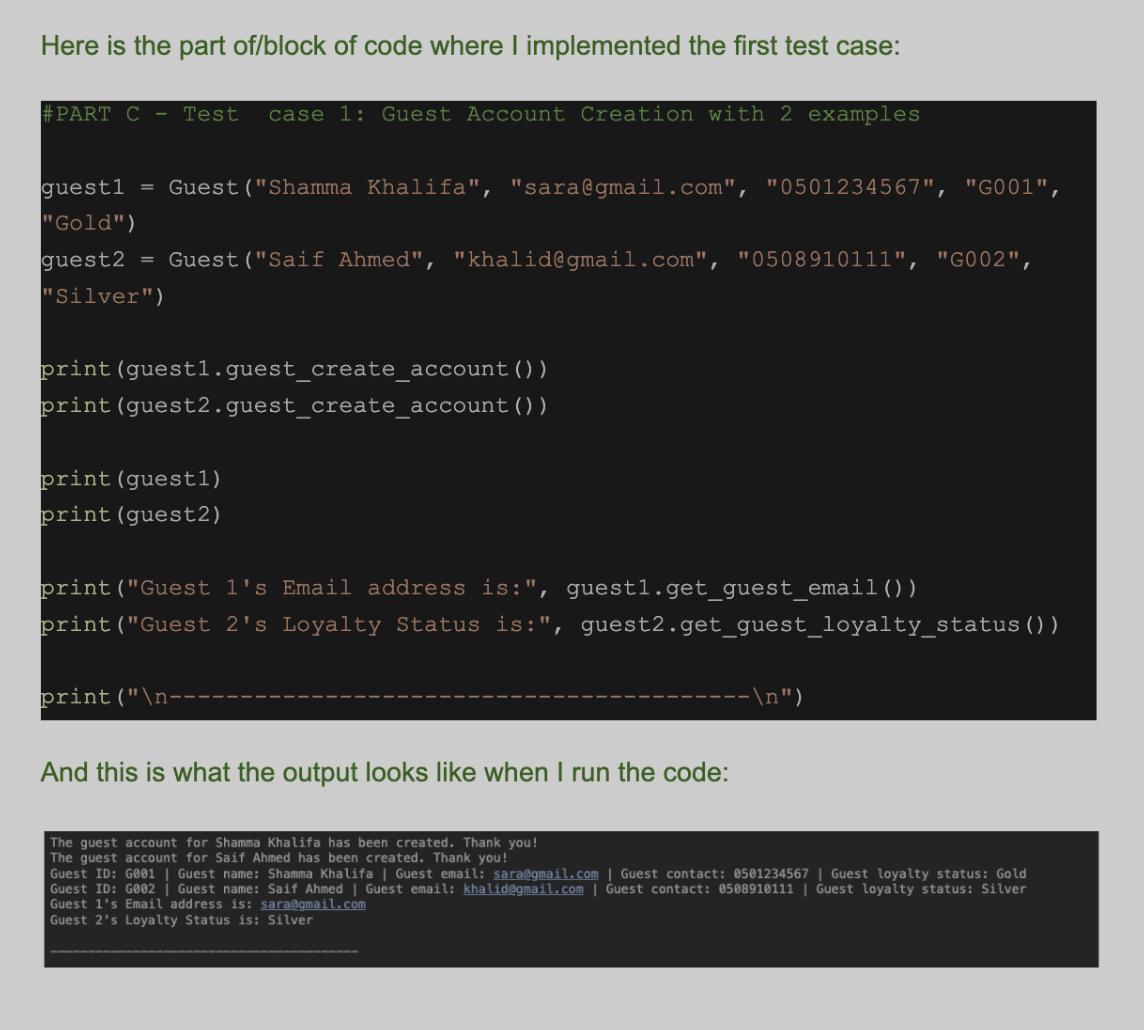 Here is the part of/block of code where I implemented the first test case:
#PART C - Test  case 1: Guest Account Creation with 2 examples
guest1 = Guest("Shamma Khalifa", "sara@gmail.com", "0501234567", "G001",
"Gold")
guest2 = Guest("Saif Ahmed", "khalid@gmail.com", "0508910111", "G002",
"Silver")
print(guest1.guest_create_account())
print(guest2.guest_create_account())
print(guest1)
print(guest2)
print("Guest 1's Email address is:", guest1.get_guest_email())
print("Guest 2's Loyalty Status is:", guest2.get_guest_loyalty_status())
print("\n-----------------------------------------\n")
And this is what the output looks like when I run the code:
The guest account for Shamma Khalifa has been created. Thank you!
The guest account for Saif Ahmed has been created. Thank you!
Guest ID: G001 | Guest name: Shamma Khalifa | Guest email: sara@gmail.com | Guest contact: 0501234567 | Guest loyalty status: Gold
Guest ID: G002 | Guest name: Saif Ahmed | Guest email: khalid@gmail.com | Guest contact: 0508910111 | Guest loyalty status: Silver
Guest 1's Email address is: sara@gmail.com
Guest 2's Loyalty Status is: Silver
-----------------------------------------